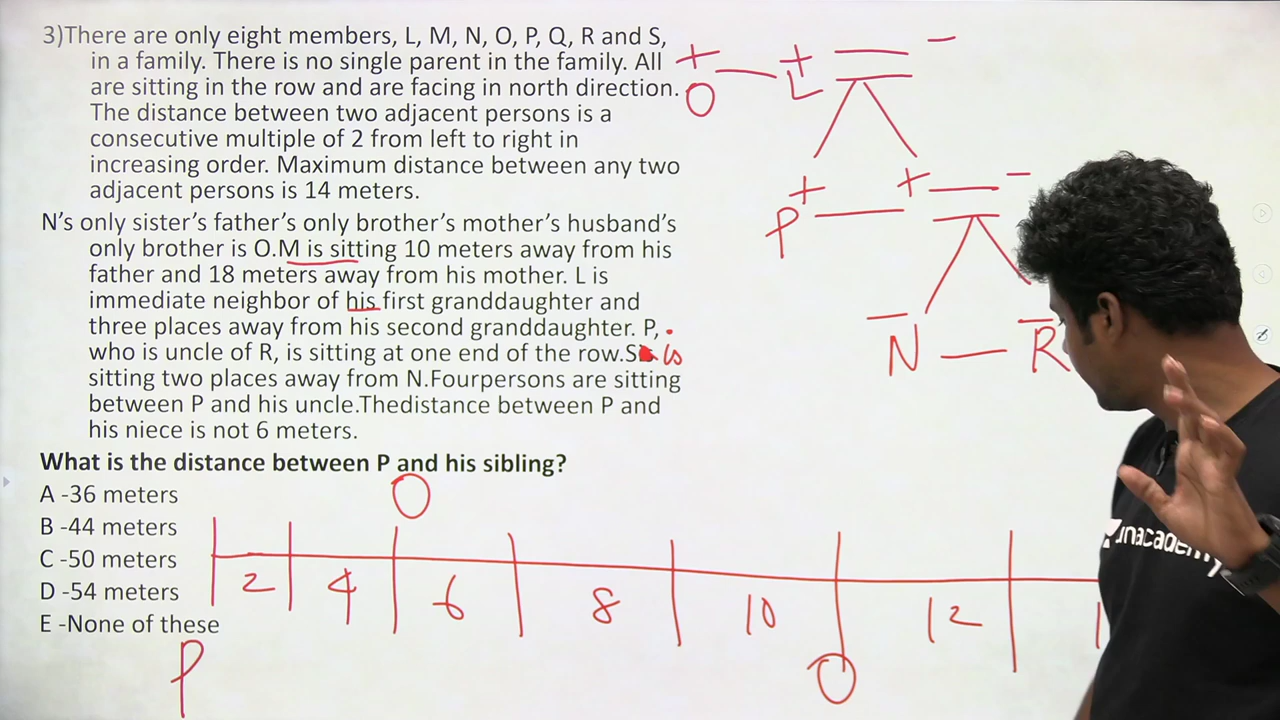 3)There are only eight members, L, M, N, O, P, Q, R and S,
in a family. There is no single parent in the family. All
are sitting in the row and are facing in north direction.
The distance between two adjacent persons is a
consecutive multiple of 2 from left to right in
increasing order. Maximum distance between any two
adjacent persons is 14 meters.
N's only sister's father's only brother's mother's husband's
only brother is O.M is sitting 10 meters away from his
father and 18 meters away from his mother. L is
immediate neighbor of his first granddaughter and
three places away from his second granddaughter. P,
who is uncle of R, is sitting at one end of the row.S is
sitting two places away from N.Fourpersons are sitting
between P and his uncle.Thedistance between P and
his niece is not 6 meters.
What is the distance between P and his sibling?
A -36 meters
B -44 meters
C -50 meters
D -54 meters
E -None of these
+ + −
O L
+ + −
P
− −
N R
O
2 4 6 8 10 12 1
O
P
unacademy